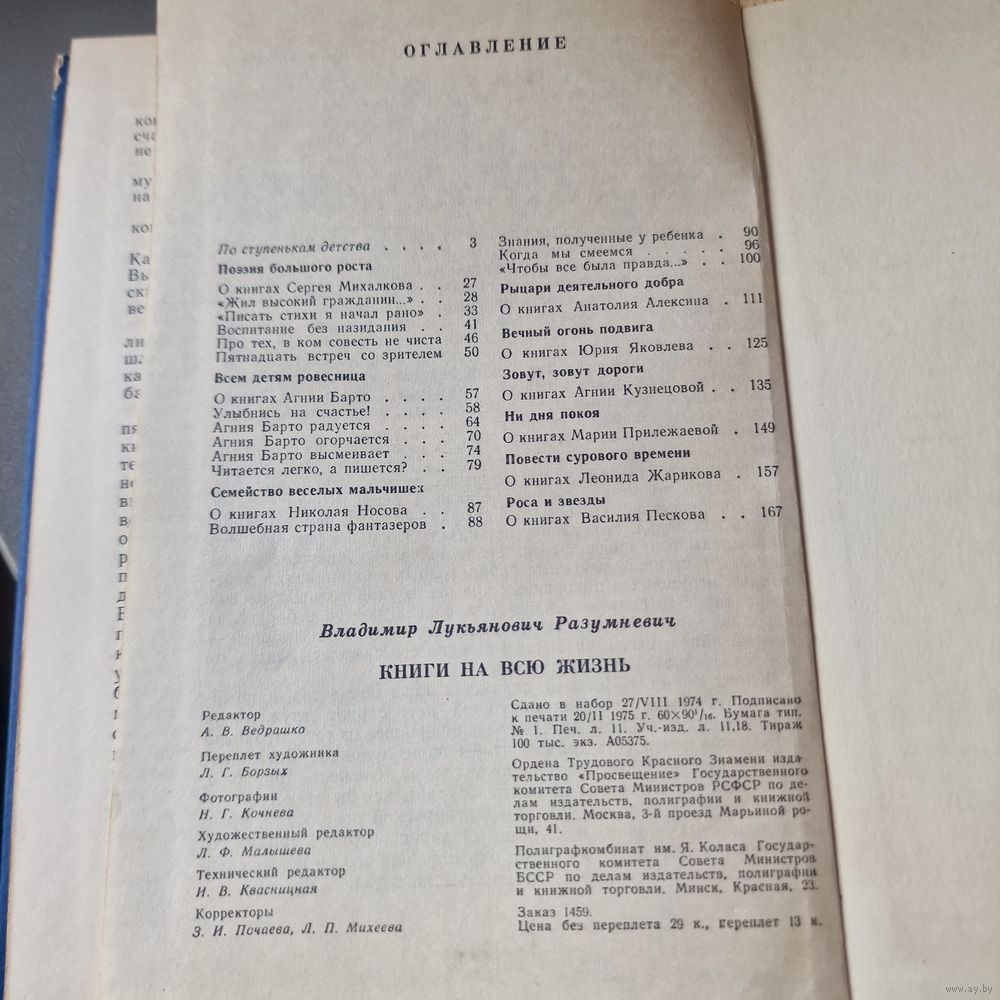 ОГЛАВЛЕНИЕ
По ступенькам детства . . . . 3
Поэзия большого роста
О книгах Сергея Михалкова . . 27
«Жил высокий гражданин...» . . 28
«Писать стихи я начал рано» . 33
Воспитание без назидания . . 41
Про тех, в ком совесть не чиста 46
Пятнадцать встреч со зрителем 50
Всем детям ровесница
О книгах Агнии Барто . . . . 57
Улыбнись на счастье! . . . . 58
Агния Барто радуется . . . . 64
Агния Барто огорчается . . . 70
Агния Барто высмеивает . . . 74
Читается легко, а пишется? . . 79
Семейство веселых мальчишек
О книгах Николая Носова . . 87
Волшебная страна фантазеров . 88
Знания, полученные у ребенка . 90
Когда мы смеемся . . . . . 96
«Чтобы все была правда...» . . 100
Рыцари деятельного добра
О книгах Анатолия Алексина . 111
Вечный огонь подвига
О книгах Юрия Яковлева . . 125
Зовут, зовут дороги
О книгах Агнии Кузнецовой . . 135
Ни дня покоя
О книгах Марии Прилежаевой . 149
Повести сурового времени
О книгах Леонида Жарикова . 157
Роса и звезды
О книгах Василия Пескова . . 167
Владимир Лукьянович Разумневич
КНИГИ НА ВСЮ ЖИЗНЬ
Редактор
А. В. Ведрашко
Переплет художника
Л. Г. Борзых
Фотографии
Н. Г. Кочнева
Художественный редактор
Л. Ф. Малышева
Технический редактор
И. В. Квасницкая
Корректоры
З. И. Почаева, Л. П. Михеева
Сдано в набор 27/VIII 1974 г. Подписано
к печати 20/II 1975 г. 60×90¹/₁₆. Бумага тип.
№ 1. Печ. л. 11. Уч.-изд. л. 11,18. Тираж
100 тыс. экз. А05375.
Ордена Трудового Красного Знамени изда-
тельство «Просвещение» Государственного
комитета Совета Министров РСФСР по де-
лам издательств, полиграфии и книжной
торговли. Москва, 3-й проезд Марьиной ро-
щи, 41.
Полиграфкомбинат им. Я. Коласа Государ-
ственного комитета Совета Министров
БССР по делам издательств, полиграфии
и книжной торговли. Минск, Красная, 23.
Заказ 1459.
Цена без переплета 29 к., переплет 13 к.
www.ay.by